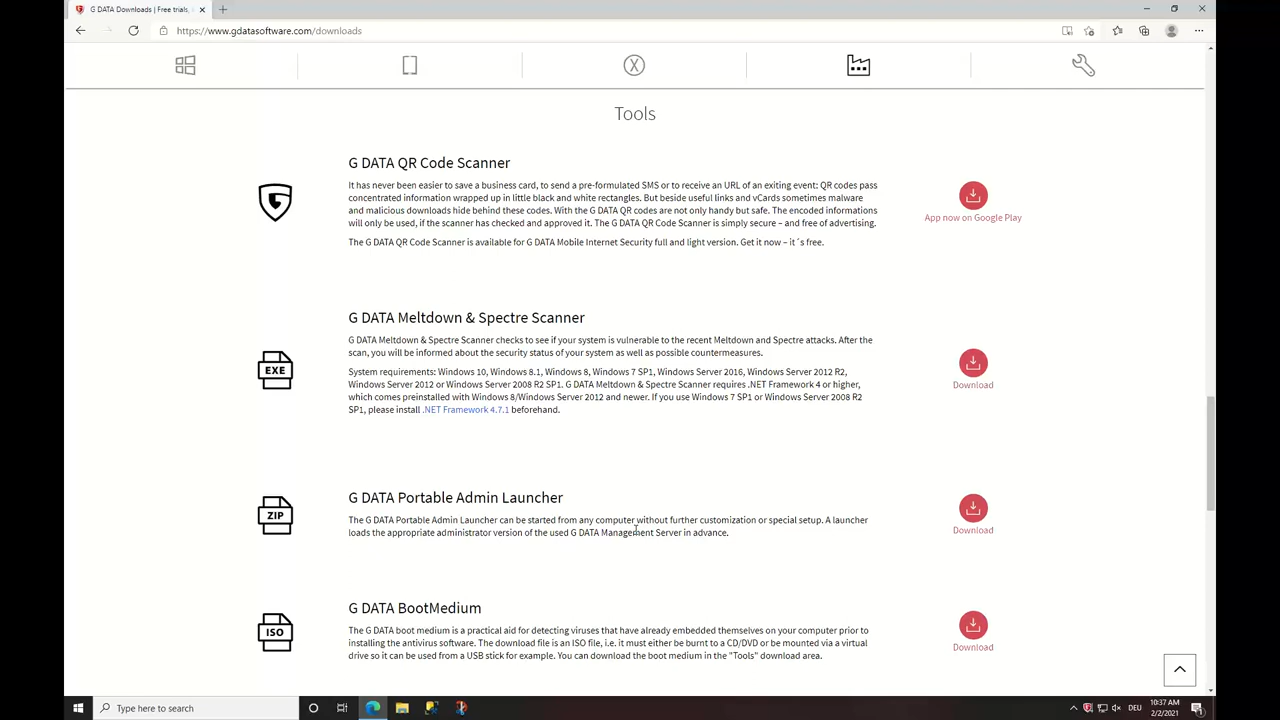 G DATA Downloads | Free trials,
https://www.gdatasoftware.com/downloads
Tools
G DATA QR Code Scanner
It has never been easier to save a business card, to send a pre-formulated SMS or to receive an URL of an exiting event: QR codes pass
concentrated information wrapped up in little black and white rectangles. But beside useful links and vCards sometimes malware
and malicious downloads hide behind these codes. With the G DATA QR codes are not only handy but safe. The encoded informations
will only be used, if the scanner has checked and approved it. The G DATA QR Code Scanner is simply secure – and free of advertising.
The G DATA QR Code Scanner is available for G DATA Mobile Internet Security full and light version. Get it now – it´s free.
App now on Google Play
G DATA Meltdown & Spectre Scanner
G DATA Meltdown & Spectre Scanner checks to see if your system is vulnerable to the recent Meltdown and Spectre attacks. After the
scan, you will be informed about the security status of your system as well as possible countermeasures.
System requirements: Windows 10, Windows 8.1, Windows 8, Windows 7 SP1, Windows Server 2016, Windows Server 2012 R2,
Windows Server 2012 or Windows Server 2008 R2 SP1. G DATA Meltdown & Spectre Scanner requires .NET Framework 4 or higher,
which comes preinstalled with Windows 8/Windows Server 2012 and newer. If you use Windows 7 SP1 or Windows Server 2008 R2
SP1, please install .NET Framework 4.7.1 beforehand.
EXE
Download
G DATA Portable Admin Launcher
The G DATA Portable Admin Launcher can be started from any computer without further customization or special setup. A launcher
loads the appropriate administrator version of the used G DATA Management Server in advance.
ZIP
Download
G DATA BootMedium
The G DATA boot medium is a practical aid for detecting viruses that have already embedded themselves on your computer prior to
installing the antivirus software. The download file is an ISO file, i.e. it must either be burnt to a CD/DVD or be mounted via a virtual
drive so it can be used from a USB stick for example. You can download the boot medium in the "Tools" download area.
ISO
Download
Type here to search
DEU
10:37 AM
2/2/2021